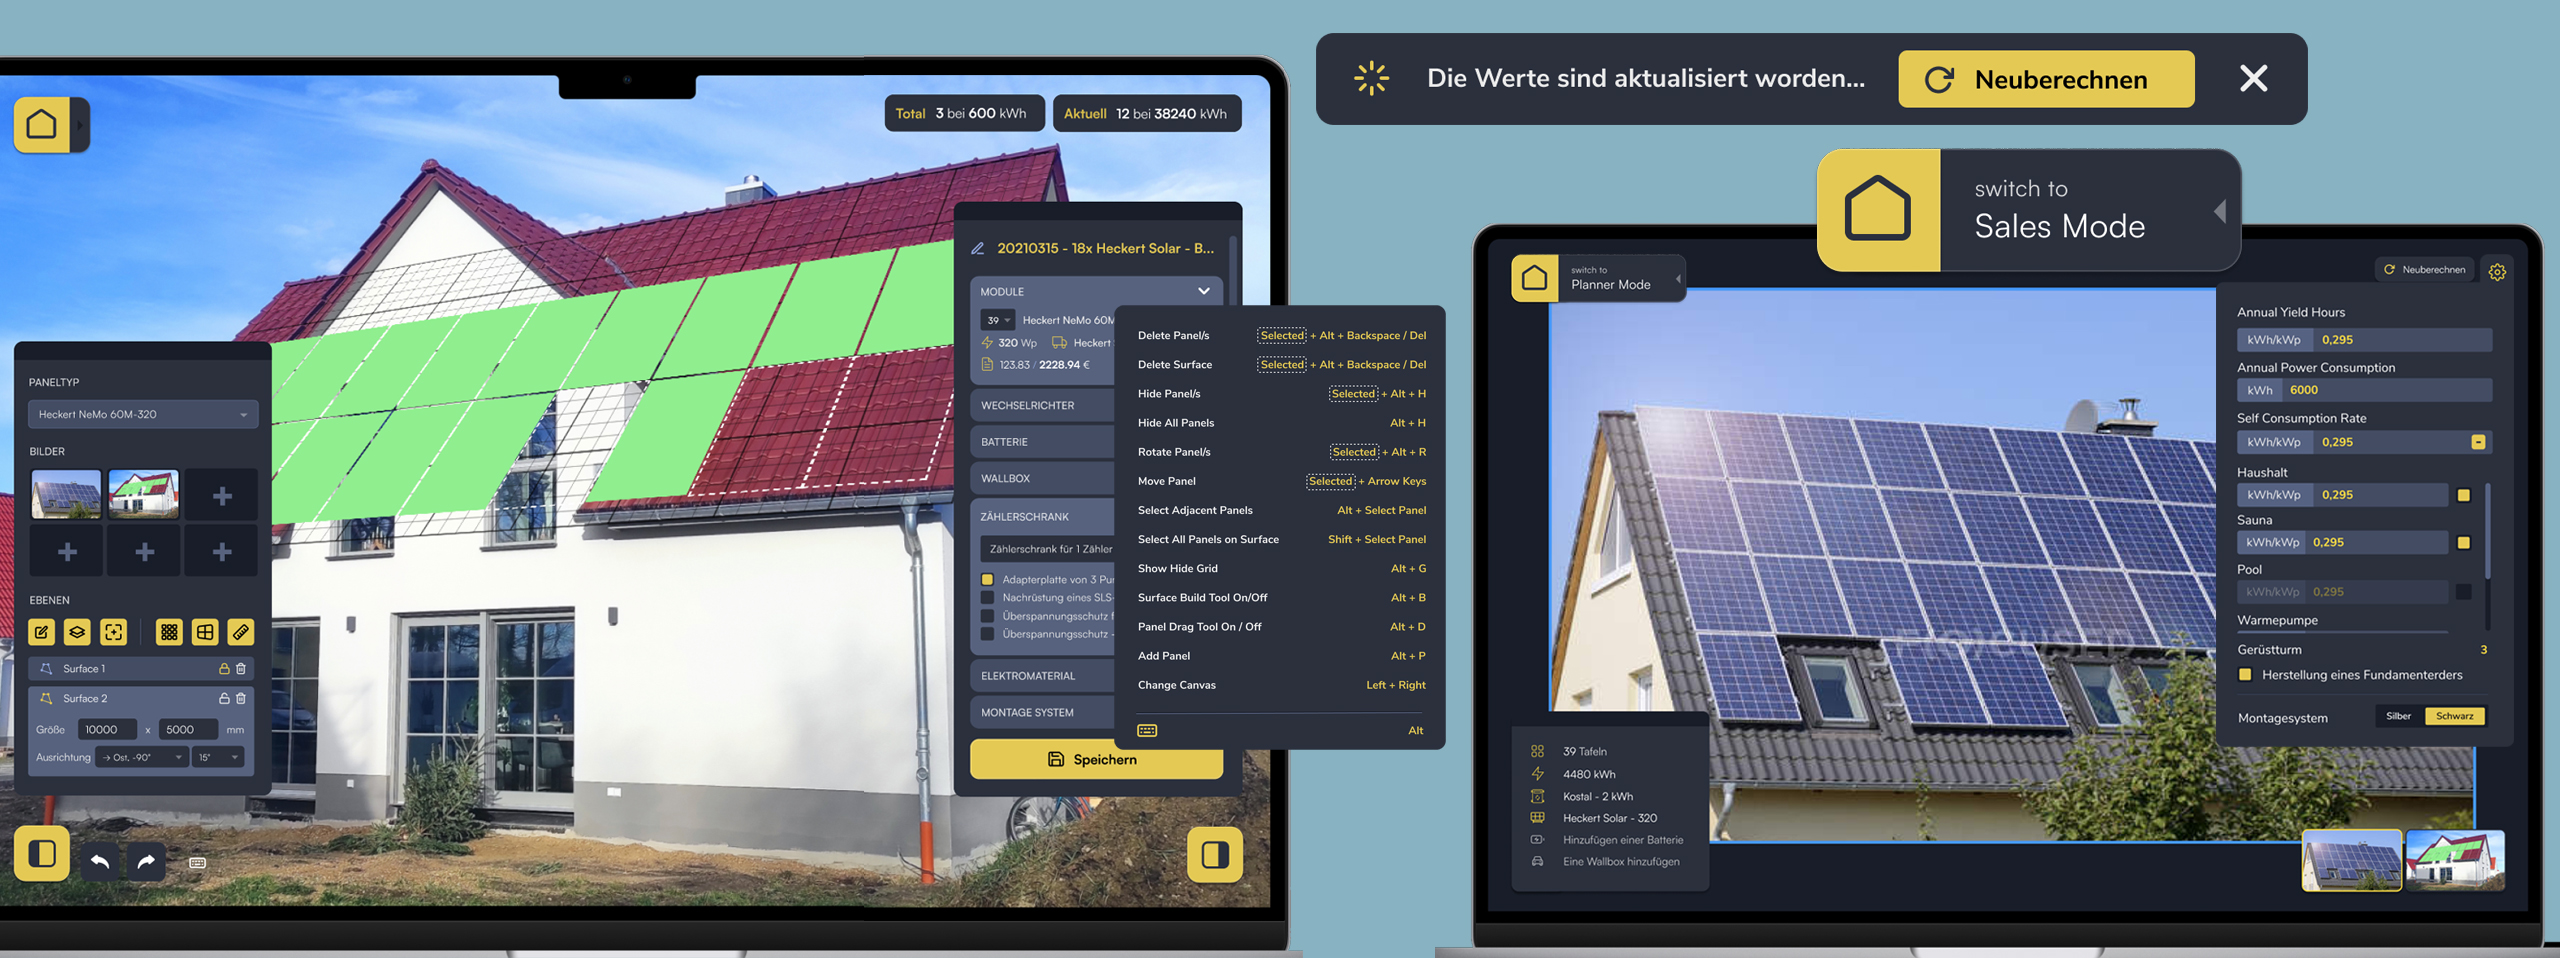 Total 3 bei 600 kWh
Aktuell 12 bei 38240 kWh
PANELTYP
Heckert NeMo 60M-320
BILDER
EBENEN
Surface 1
Surface 2
Größe 10000 x 5000 mm
Ausrichtung → Ost, -90° 15°
20210315 - 18x Heckert Solar - B...
MODULE
39 Heckert NeMo 60M
320 Wp Heckert
123.83 / 2228.94 €
WECHSELRICHTER
BATTERIE
WALLBOX
ZÄHLERSCHRANK
Zählerschrank für 1 Zähler
Adapterplatte von 3 Pu
Nachrüstung eines SLS-
Überspannungsschutz f
Überspannungsschutz -
ELEKTROMATERIAL
MONTAGE SYSTEM
Speichern
Delete Panel/s Selected + Alt + Backspace / Del
Delete Surface Selected + Alt + Backspace / Del
Hide Panel/s Selected + Alt + H
Hide All Panels Alt + H
Rotate Panel/s Selected + Alt + R
Move Panel Selected + Arrow Keys
Select Adjacent Panels Alt + Select Panel
Select All Panels on Surface Shift + Select Panel
Show Hide Grid Alt + G
Surface Build Tool On/Off Alt + B
Panel Drag Tool On / Off Alt + D
Add Panel Alt + P
Change Canvas Left + Right
Alt
Die Werte sind aktualisiert worden...
Neuberechnen
switch to
Sales Mode
switch to
Planner Mode
Neuberechnen
Annual Yield Hours
kWh/kWp 0,295
Annual Power Consumption
kWh 6000
Self Consumption Rate
kWh/kWp 0,295
Haushalt
kWh/kWp 0,295
Sauna
kWh/kWp 0,295
Pool
kWh/kWp 0,295
Warmepumpe
Gerüstturm 3
Herstellung eines Fundamenterders
Montagesystem Silber Schwarz
39 Tafeln
4480 kWh
Kostal - 2 kWh
Heckert Solar - 320
Hinzufügen einer Batterie
Eine Wallbox hinzufügen